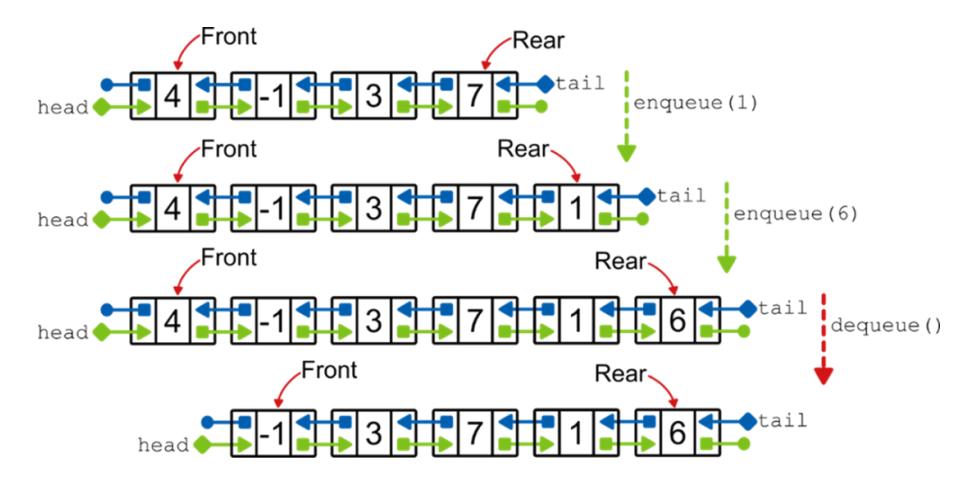 Front Rear
head 4 -1 3 7 tail
enqueue(1)
Front Rear
head 4 -1 3 7 1 tail
enqueue(6)
Front Rear
head 4 -1 3 7 1 6 tail
dequeue()
Front Rear
head -1 3 7 1 6 tail